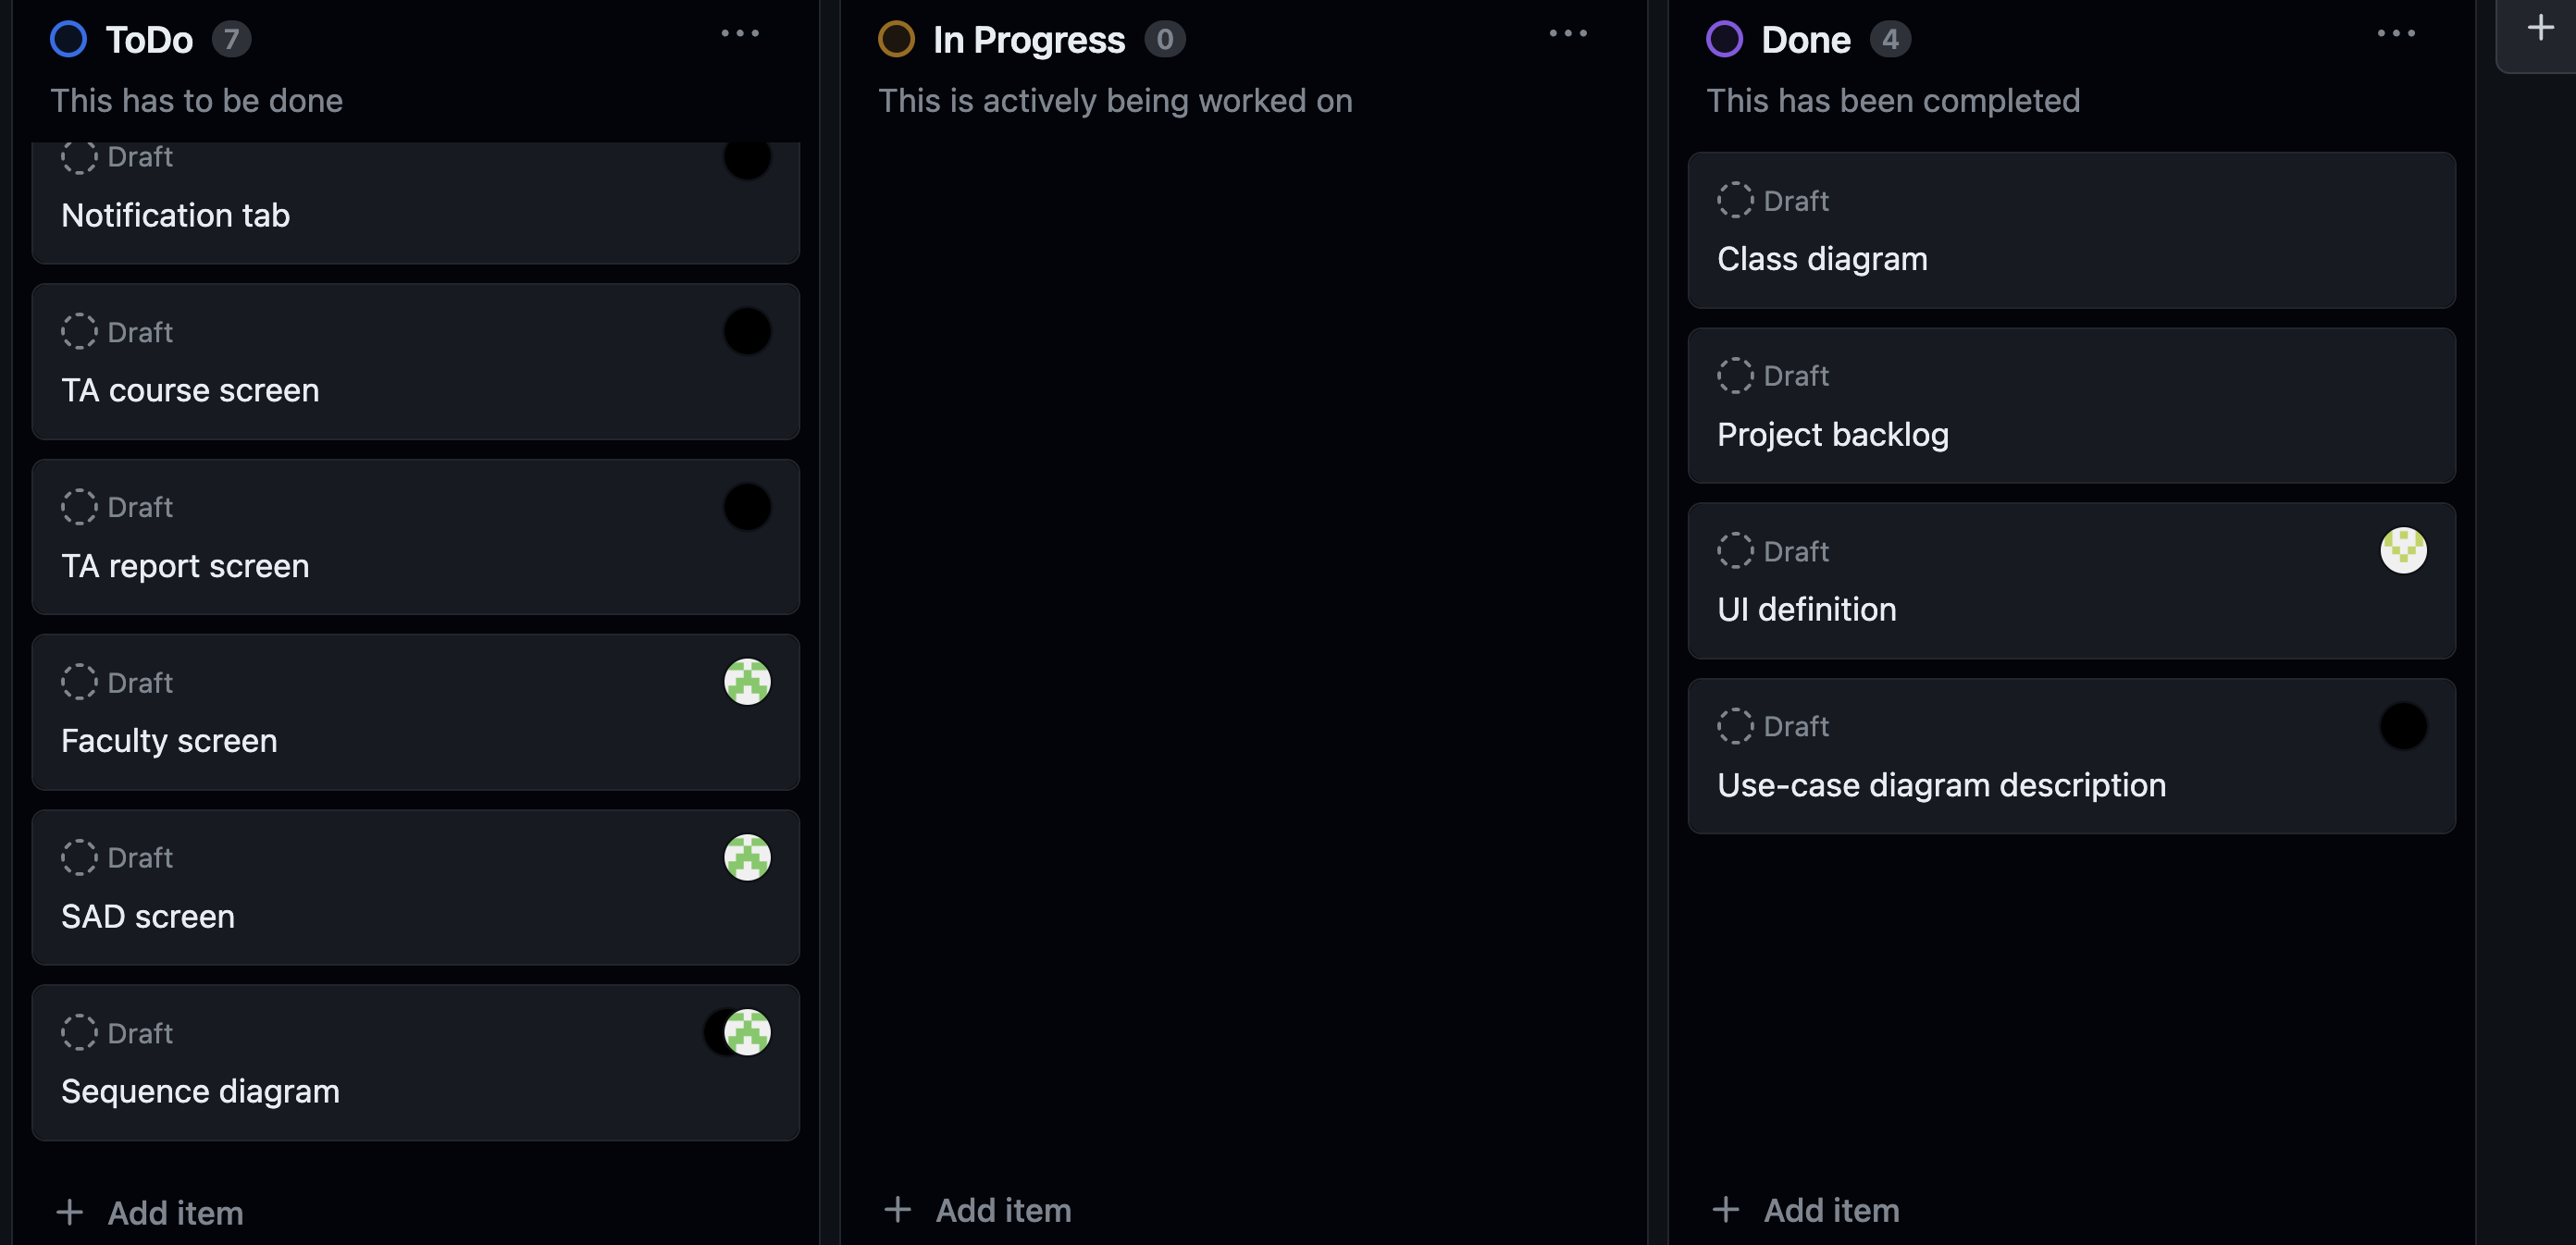 ToDo 7
This has to be done
Draft
Notification tab
Draft
TA course screen
Draft
TA report screen
Draft
Faculty screen
Draft
SAD screen
Draft
Sequence diagram
+ Add item
In Progress 0
This is actively being worked on
+ Add item
Done 4
This has been completed
Draft
Class diagram
Draft
Project backlog
Draft
UI definition
Draft
Use-case diagram description
+ Add item